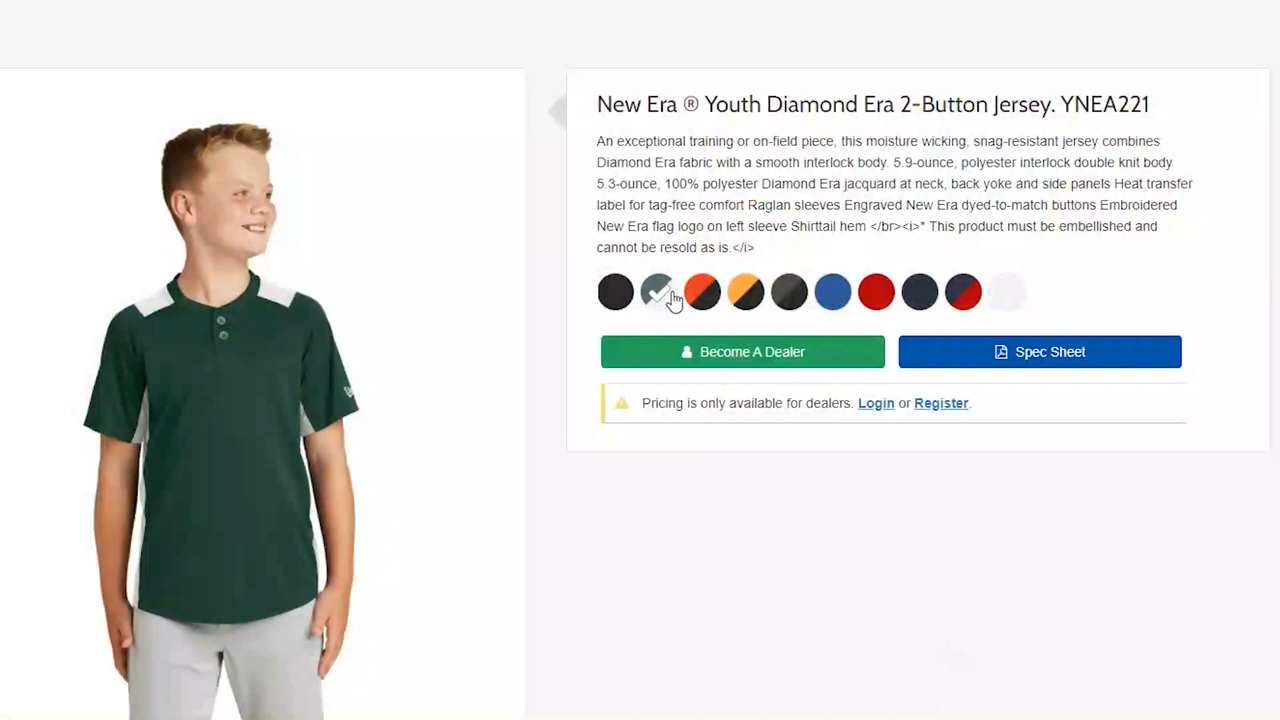 New Era ® Youth Diamond Era 2-Button Jersey. YNEA221
An exceptional training or on-field piece, this moisture wicking, snag-resistant jersey combines
Diamond Era fabric with a smooth interlock body. 5.9-ounce, polyester interlock double knit body
5.3-ounce, 100% polyester Diamond Era jacquard at neck, back yoke and side panels Heat transfer
label for tag-free comfort Raglan sleeves Engraved New Era dyed-to-match buttons Embroidered
New Era flag logo on left sleeve Shirttail hem </br><i>* This product must be embellished and
cannot be resold as is.</i>
Become A Dealer
Spec Sheet
Pricing is only available for dealers. Login or Register.